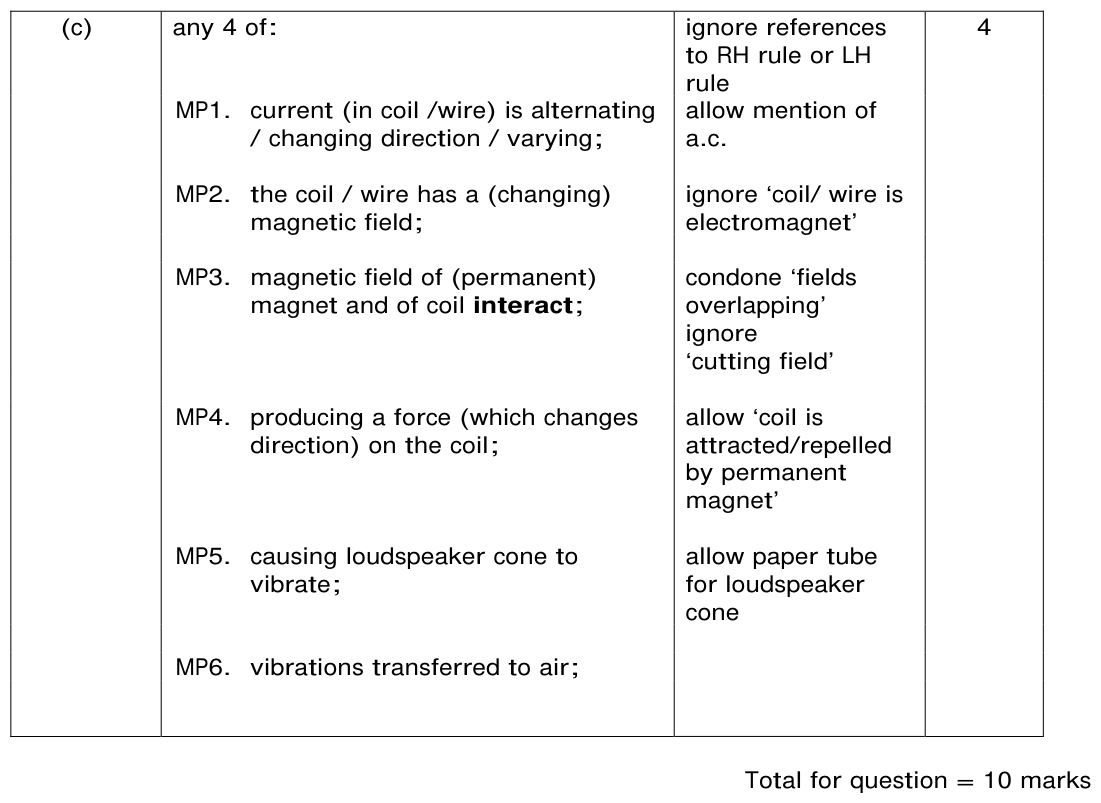 (c) any 4 of: ignore references 4
to RH rule or LH
rule
MP1. current (in coil /wire) is alternating allow mention of
/ changing direction / varying; a.c.
MP2. the coil / wire has a (changing) ignore ‘coil/ wire is
magnetic field; electromagnet’
MP3. magnetic field of (permanent) condone ‘fields
magnet and of coil interact; overlapping’
ignore
‘cutting field’
MP4. producing a force (which changes allow ‘coil is
direction) on the coil; attracted/repelled
by permanent
magnet’
MP5. causing loudspeaker cone to allow paper tube
vibrate; for loudspeaker
cone
MP6. vibrations transferred to air;
Total for question = 10 marks